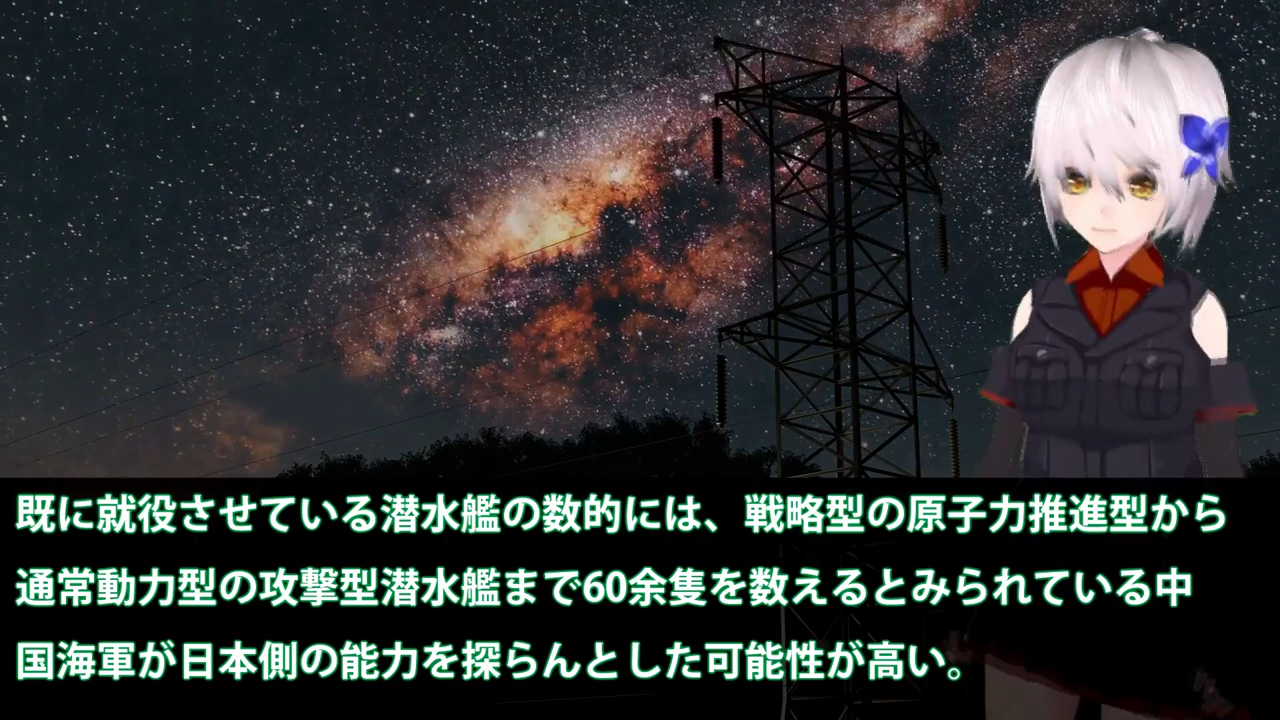 既に就役させている潜水艦の数的には、戦略型の原子力推進型から
通常動力型の攻撃型潜水艦まで60余隻を数えるとみられている中
国海軍が日本側の能力を探らんとした可能性が高い。